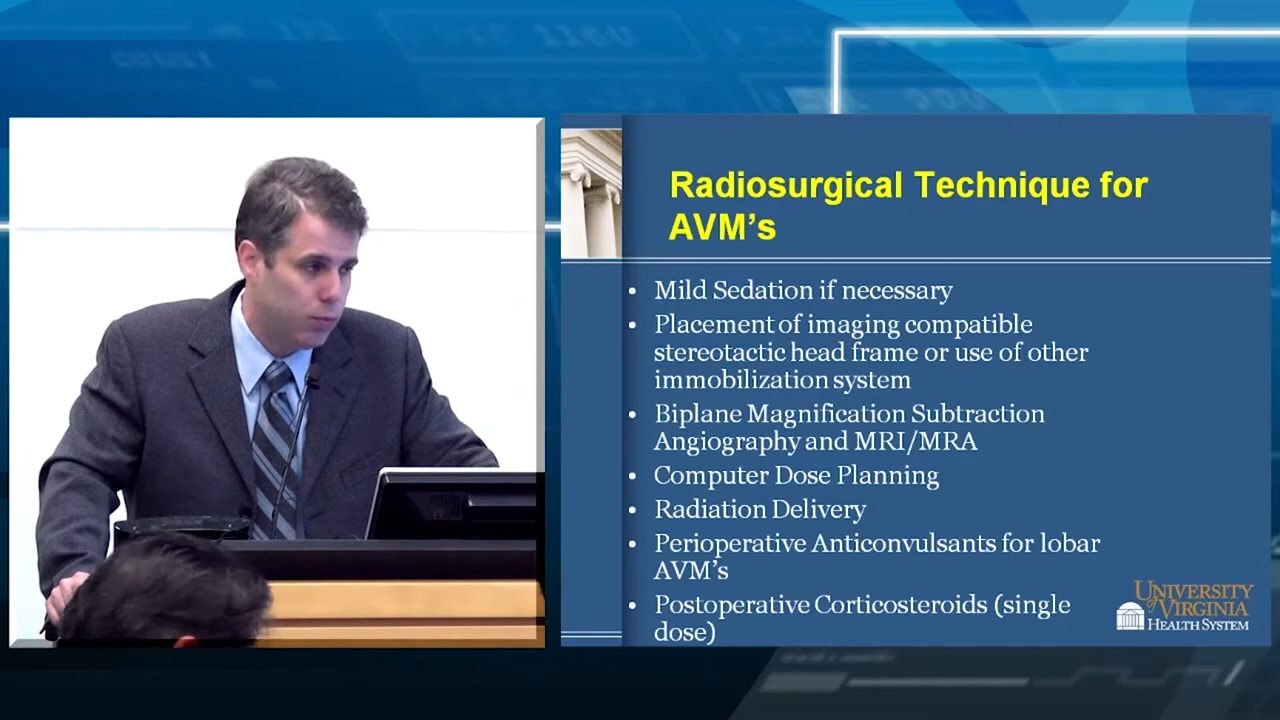 Radiosurgical Technique for
AVM's
• Mild Sedation if necessary
• Placement of imaging compatible
stereotactic head frame or use of other
immobilization system
• Biplane Magnification Subtraction
Angiography and MRI/MRA
• Computer Dose Planning
• Radiation Delivery
• Perioperative Anticonvulsants for lobar
AVM's
• Postoperative Corticosteroids (single
dose)
UNIVERSITY
of VIRGINIA
HEALTH SYSTEM